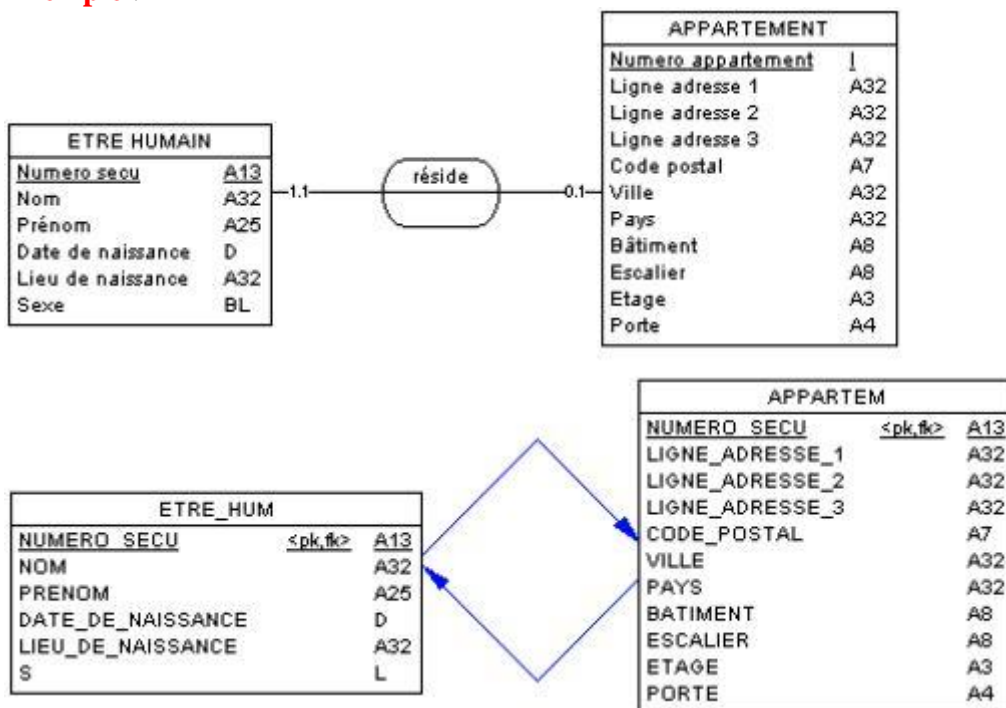 ETRE HUMAIN
Numero secu A13
Nom A32
Prénom A25
Date de naissance D
Lieu de naissance A32
Sexe BL
1.1
réside
0.1
APPARTEMENT
Numero appartement I
Ligne adresse 1 A32
Ligne adresse 2 A32
Ligne adresse 3 A32
Code postal A7
Ville A32
Pays A32
Bâtiment A8
Escalier A8
Etage A3
Porte A4
ETRE_HUM
NUMERO_SECU <pk,fk> A13
NOM A32
PRENOM A25
DATE_DE_NAISSANCE D
LIEU_DE_NAISSANCE A32
S L
APPARTEM
NUMERO_SECU <pk,fk> A13
LIGNE_ADRESSE_1 A32
LIGNE_ADRESSE_2 A32
LIGNE_ADRESSE_3 A32
CODE_POSTAL A7
VILLE A32
PAYS A32
BATIMENT A8
ESCALIER A8
ETAGE A3
PORTE A4